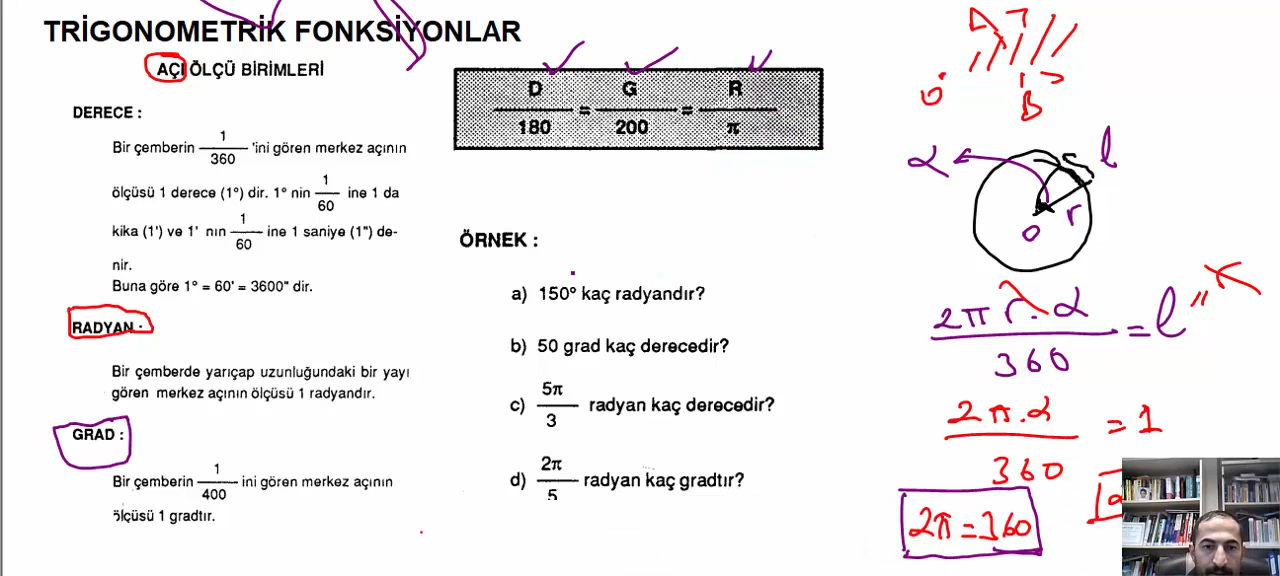 TRİGONOMETRİK FONKSİYONLAR
AÇI ÖLÇÜ BİRİMLERİ
DERECE :
Bir çemberin 1/360 'ini gören merkez açının
ölçüsü 1 derece (1°) dir. 1° nin 1/60 ine 1 da
kika (1') ve 1' nın 1/60 ine 1 saniye (1") de-
nir.
Buna göre 1° = 60' = 3600" dir.
RADYAN :
Bir çemberde yarıçap uzunluğundaki bir yayı
gören merkez açının ölçüsü 1 radyandır.
GRAD :
Bir çemberin 1/400 ini gören merkez açının
ölçüsü 1 gradtır.
D/180 = G/200 = R/π
ÖRNEK :
a) 150° kaç radyandır?
b) 50 grad kaç derecedir?
c) 5π/3 radyan kaç derecedir?
d) 2π/5 radyan kaç gradtır?
B
α
l
r
O
2π r. α / 360 = l
2π.α / 360 = 1
2π = 360